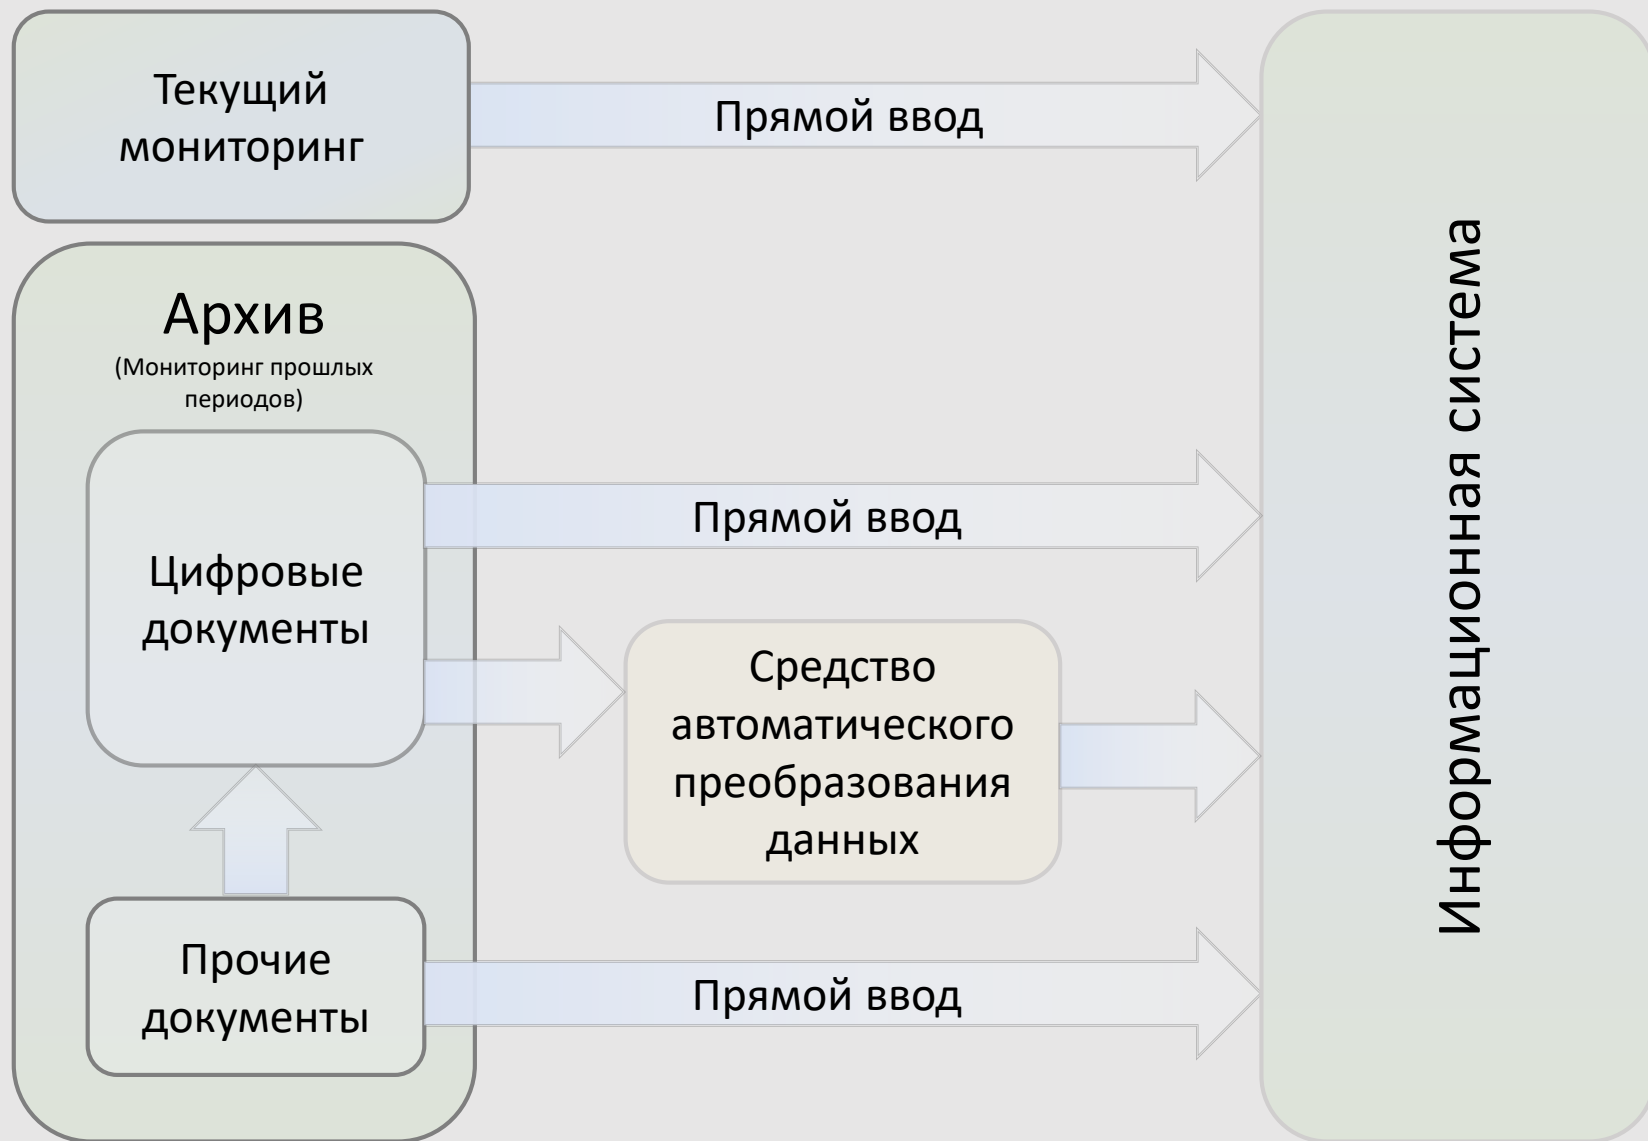 Текущий
мониторинг
Прямой ввод
Архив
(Мониторинг прошлых
периодов)
Цифровые
документы
Прямой ввод
Средство
автоматического
преобразования
данных
Прочие
документы
Прямой ввод
Информационная система